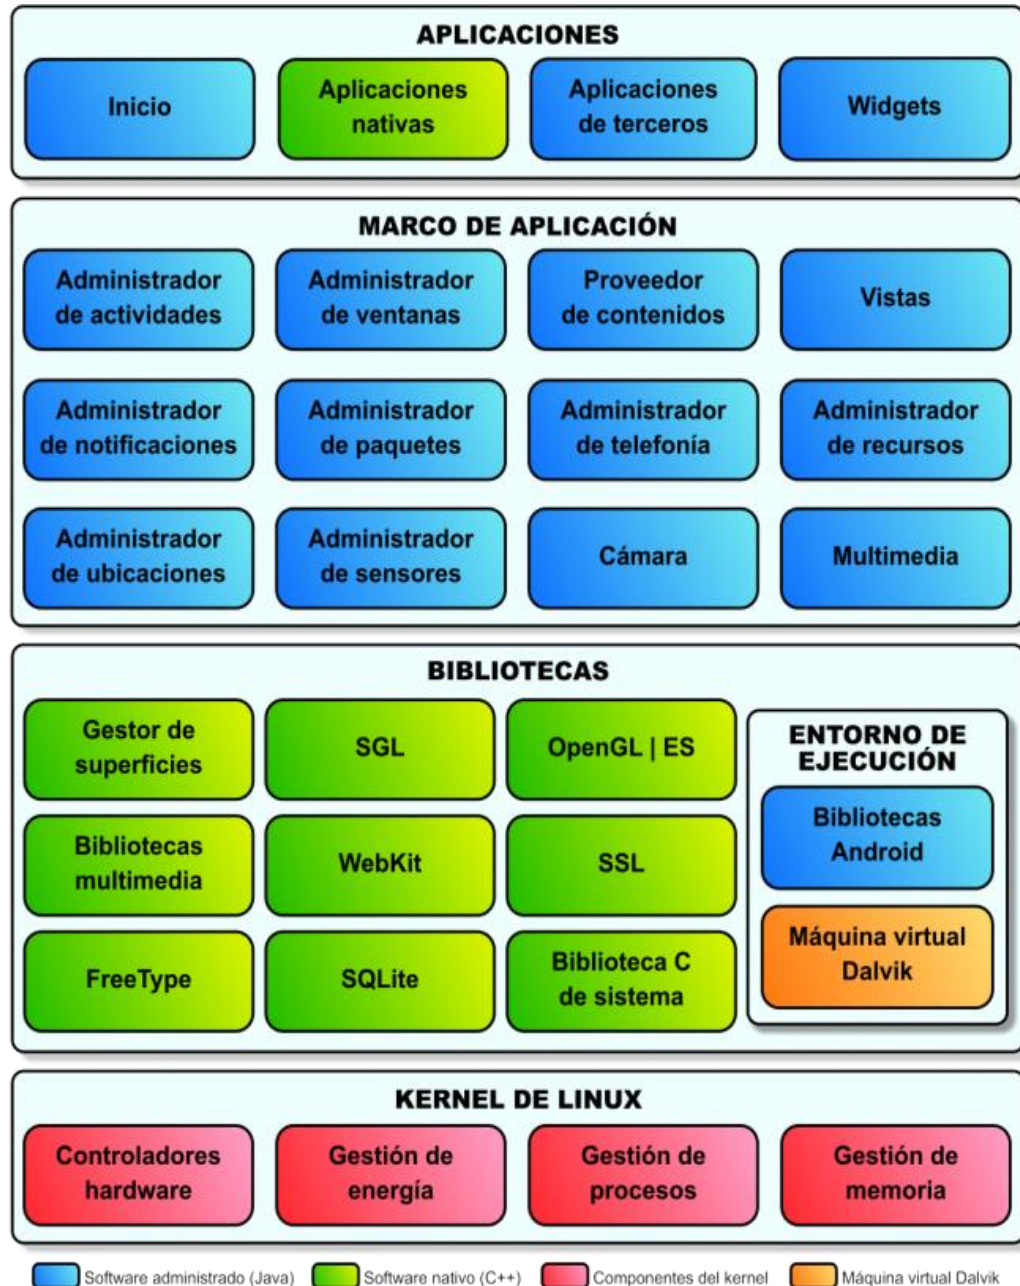 APLICACIONES
Inicio
Aplicaciones
nativas
Aplicaciones
de terceros
Widgets
MARCO DE APLICACIÓN
Administrador
de actividades
Administrador
de ventanas
Proveedor
de contenidos
Vistas
Administrador
de notificaciones
Administrador
de paquetes
Administrador
de telefonía
Administrador
de recursos
Administrador
de ubicaciones
Administrador
de sensores
Cámara
Multimedia
BIBLIOTECAS
Gestor de
superficies
SGL
OpenGL | ES
Bibliotecas
multimedia
WebKit
SSL
FreeType
SQLite
Biblioteca C
de sistema
ENTORNO DE
EJECUCIÓN
Bibliotecas
Android
Máquina virtual
Dalvik
KERNEL DE LINUX
Controladores
hardware
Gestión de
energía
Gestión de
procesos
Gestión de
memoria
Software administrado (Java)
Software nativo (C++)
Componentes del kernel
Máquina virtual Dalvik